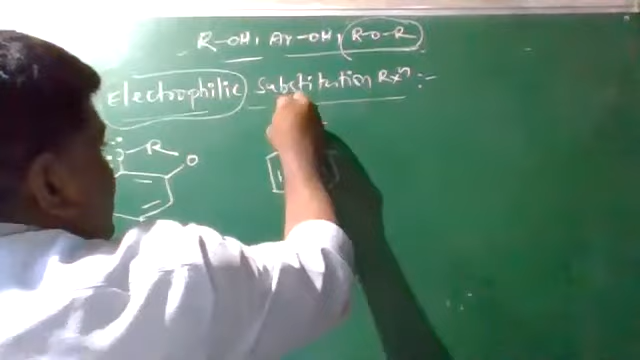 R-OH, Ar-OH, R-O-R
Electrophilic Substitution Rxn :-
R O